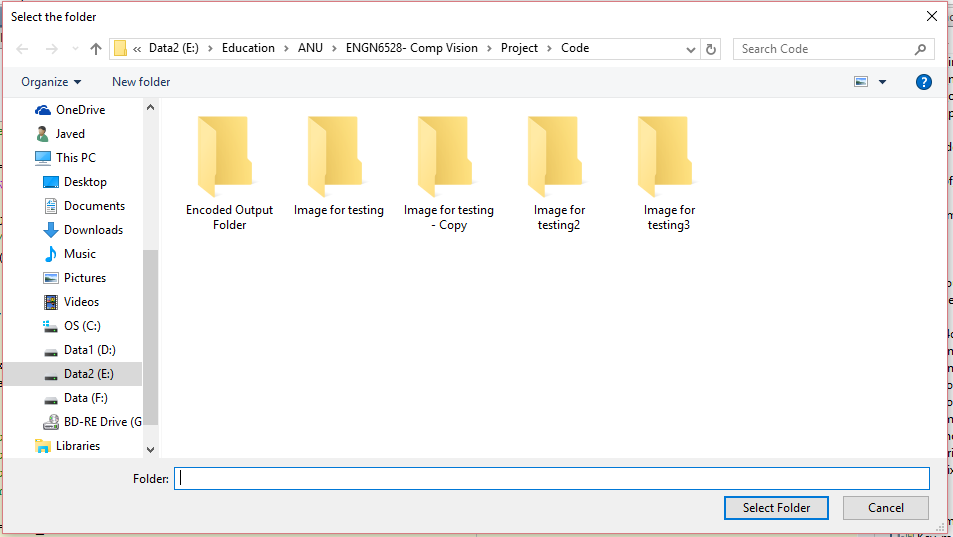 Select the folder
« Data2 (E:) > Education > ANU > ENGN6528- Comp Vision > Project > Code
Search Code
Organize
New folder
OneDrive
Javed
This PC
Desktop
Documents
Downloads
Music
Pictures
Videos
OS (C:)
Data1 (D:)
Data2 (E:)
Data (F:)
BD-RE Drive (G
Libraries
Encoded Output
Folder
Image for testing
Image for testing
- Copy
Image for
testing2
Image for
testing3
Folder:
Select Folder
Cancel